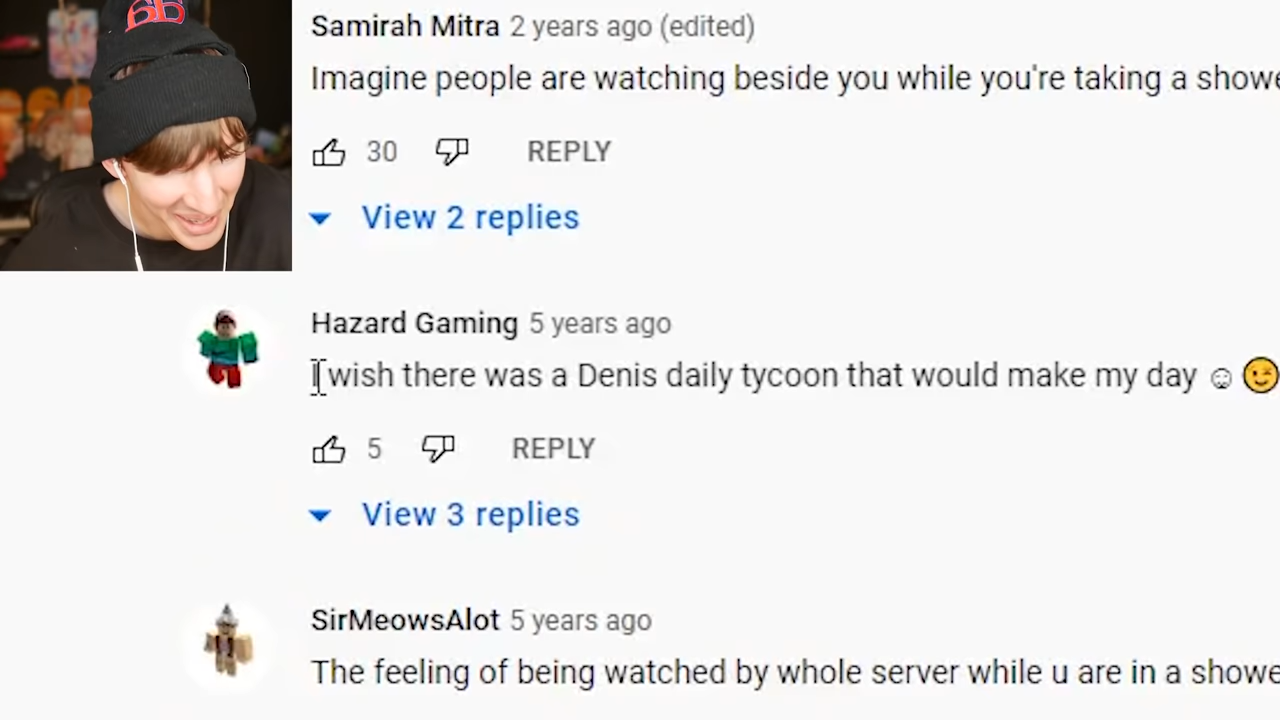 Samirah Mitra 2 years ago (edited)
Imagine people are watching beside you while you're taking a showe
30 REPLY
View 2 replies
Hazard Gaming 5 years ago
I wish there was a Denis daily tycoon that would make my day ☺ 😉
5 REPLY
View 3 replies
SirMeowsAlot 5 years ago
The feeling of being watched by whole server while u are in a showe